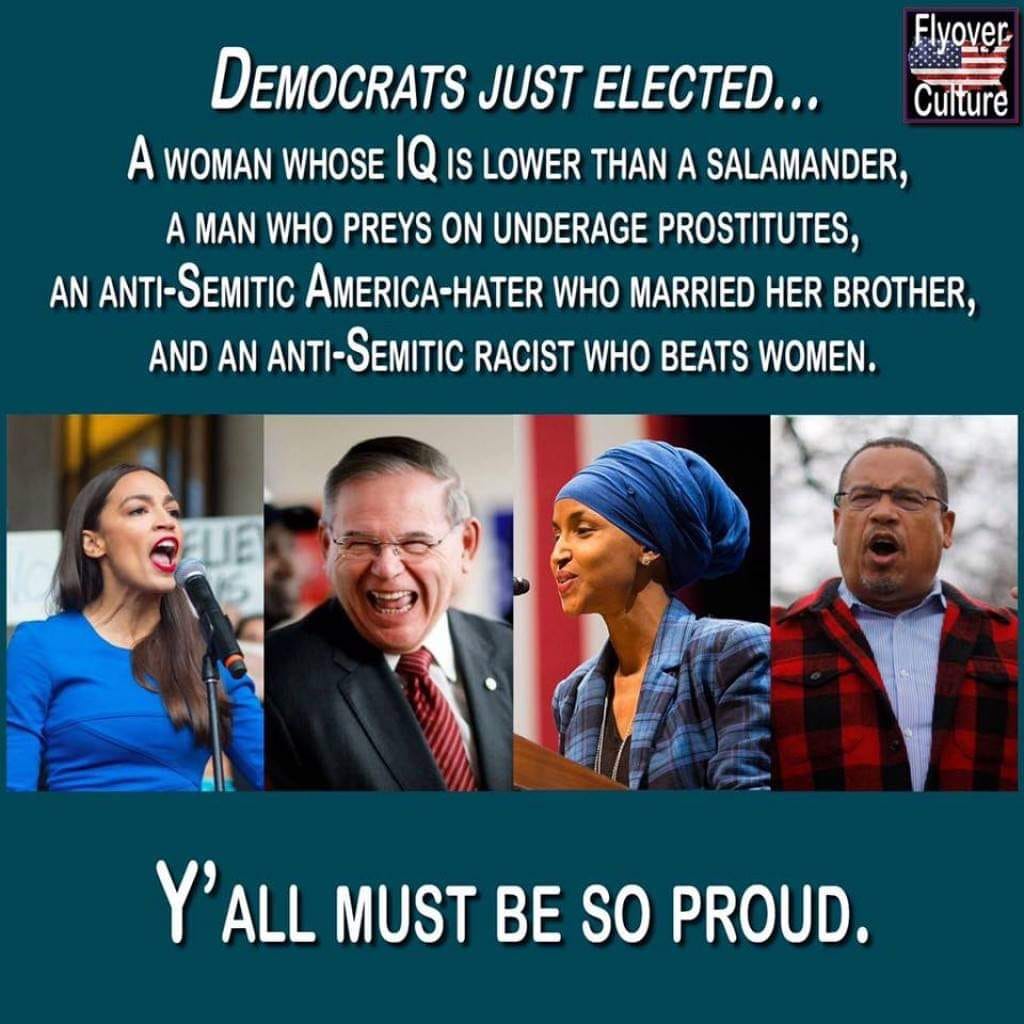 Flyover
Culture
DEMOCRATS JUST ELECTED...
A WOMAN WHOSE IQ IS LOWER THAN A SALAMANDER,
A MAN WHO PREYS ON UNDERAGE PROSTITUTES,
AN ANTI-SEMITIC AMERICA-HATER WHO MARRIED HER BROTHER,
AND AN ANTI-SEMITIC RACIST WHO BEATS WOMEN.
ELIE
Y'ALL MUST BE SO PROUD.